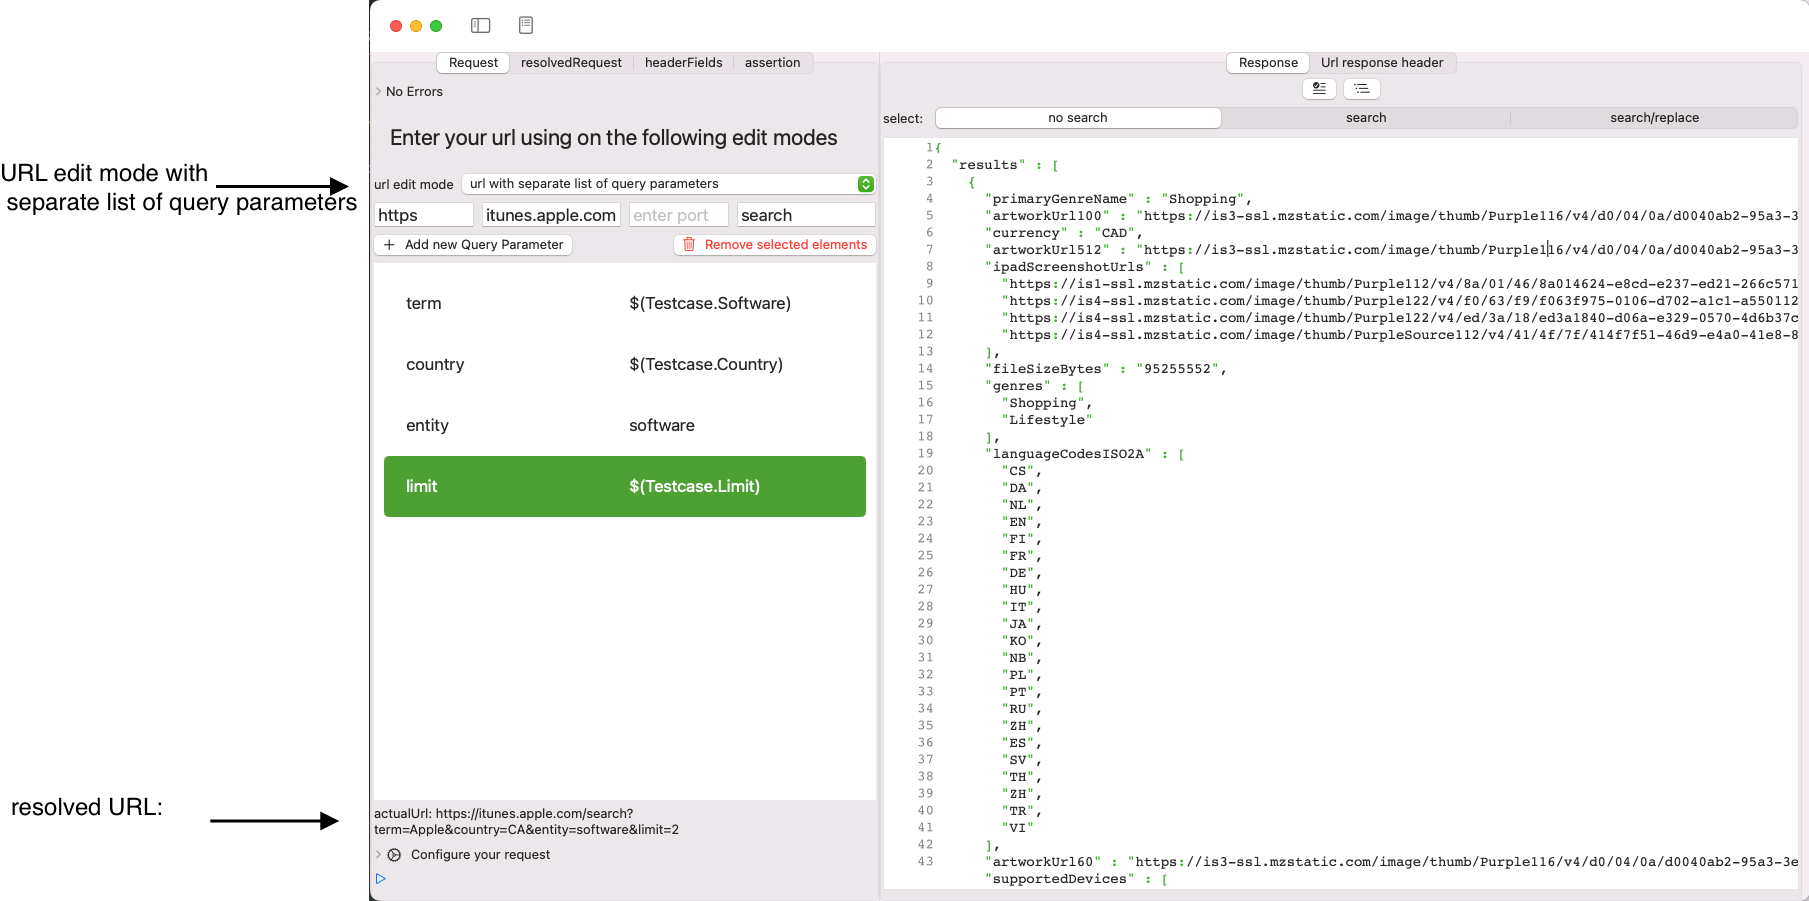 Request resolvedRequest headerFields assertion
No Errors
Enter your url using on the following edit modes
URL edit mode with
separate list of query parameters
url edit mode url with separate list of query parameters
https itunes.apple.com enter port search
+ Add new Query Parameter Remove selected elements
term $(Testcase.Software)
country $(Testcase.Country)
entity software
limit $(Testcase.Limit)
resolved URL:
actualUrl: https://itunes.apple.com/search?
term=Apple&country=CA&entity=software&limit=2
Configure your request
Response Url response header
select: no search search search/replace
1 {
2 "results" : [
3 {
4 "primaryGenreName" : "Shopping",
5 "artworkUrl100" : "https://is3-ssl.mzstatic.com/image/thumb/Purple116/v4/d0/04/0a/d0040ab2-95a3-3
6 "currency" : "CAD",
7 "artworkUrl512" : "https://is3-ssl.mzstatic.com/image/thumb/Purple116/v4/d0/04/0a/d0040ab2-95a3-3
8 "ipadScreenshotUrls" : [
9 "https://is1-ssl.mzstatic.com/image/thumb/Purple112/v4/8a/01/46/8a014624-e8cd-e237-ed21-266c571
10 "https://is4-ssl.mzstatic.com/image/thumb/Purple122/v4/f0/63/f9/f063f975-0106-d702-a1c1-a550112
11 "https://is4-ssl.mzstatic.com/image/thumb/Purple122/v4/ed/3a/18/ed3a1840-d06a-e329-0570-4d6b37c
12 "https://is4-ssl.mzstatic.com/image/thumb/PurpleSource112/v4/41/4f/7f/414f7f51-46d9-e4a0-41e8-8
13 ],
14 "fileSizeBytes" : "95255552",
15 "genres" : [
16 "Shopping",
17 "Lifestyle"
18 ],
19 "languageCodesISO2A" : [
20 "CS",
21 "DA",
22 "NL",
23 "EN",
24 "FI",
25 "FR",
26 "DE",
27 "HU",
28 "IT",
29 "JA",
30 "KO",
31 "NB",
32 "PL",
33 "PT",
34 "RU",
35 "ZH",
36 "ES",
37 "SV",
38 "TH",
39 "ZH",
40 "TR",
41 "VI"
42 ],
43 "artworkUrl60" : "https://is3-ssl.mzstatic.com/image/thumb/Purple116/v4/d0/04/0a/d0040ab2-95a3-3e
"supportedDevices" : [